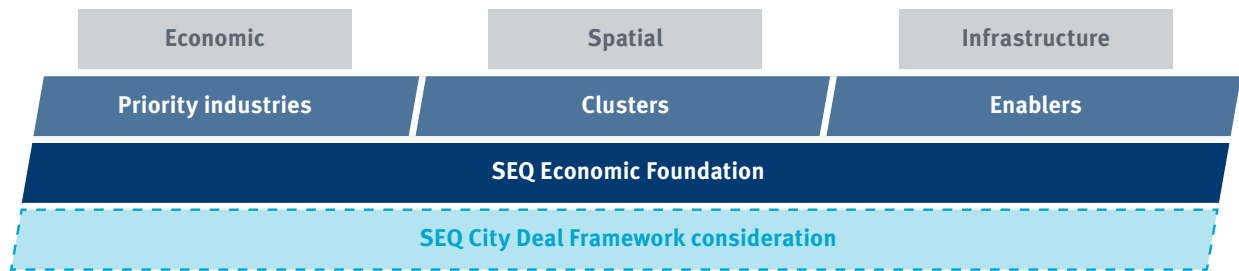 Economic
Spatial
Infrastructure
Priority industries
Clusters
Enablers
SEQ Economic Foundation
SEQ City Deal Framework consideration